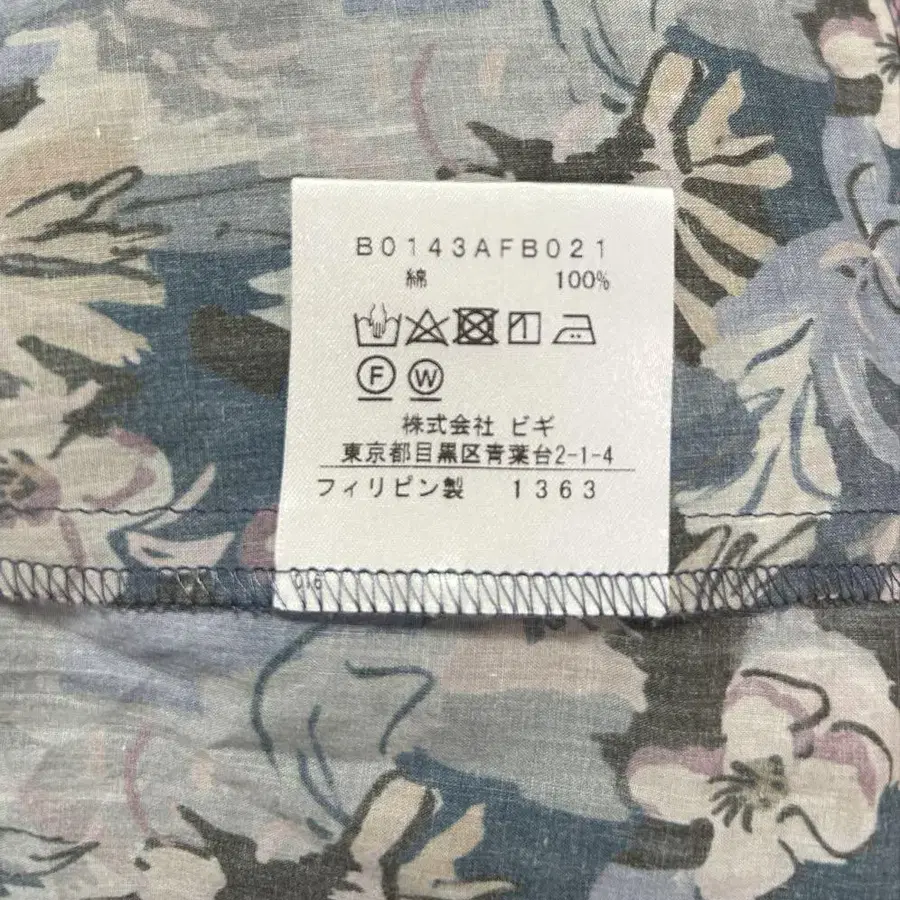 B0143AFB021
綿 100%
F W
株式会社 ビギ
東京都目黒区青葉台2-1-4
フィリピン製 1363